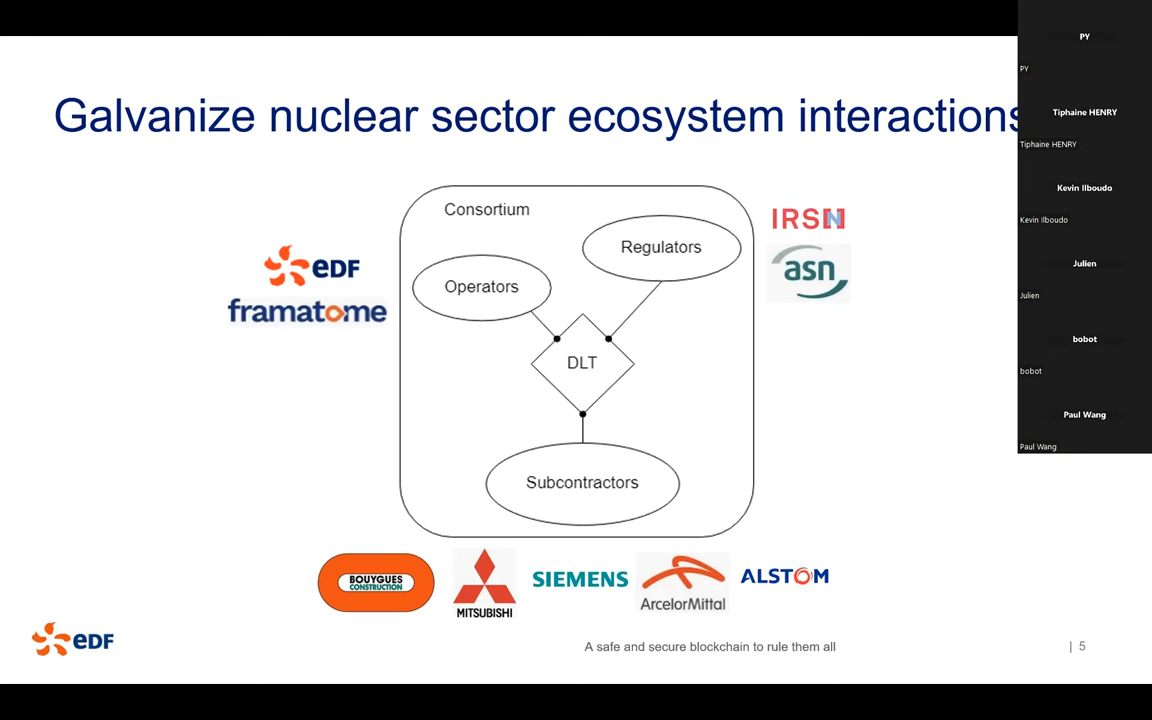 Galvanize nuclear sector ecosystem interactions
Consortium
Regulators
Operators
DLT
Subcontractors
EDF
framatome
IRSN
asn
BOUYGUES
CONSTRUCTION
MITSUBISHI
SIEMENS
ArcelorMittal
ALSTOM
EDF
A safe and secure blockchain to rule them all
| 5
PY
PY
Tiphaine HENRY
Tiphaine HENRY
Kevin Ilboudo
Kevin Ilboudo
Julien
Julien
bobot
bobot
Paul Wang
Paul Wang